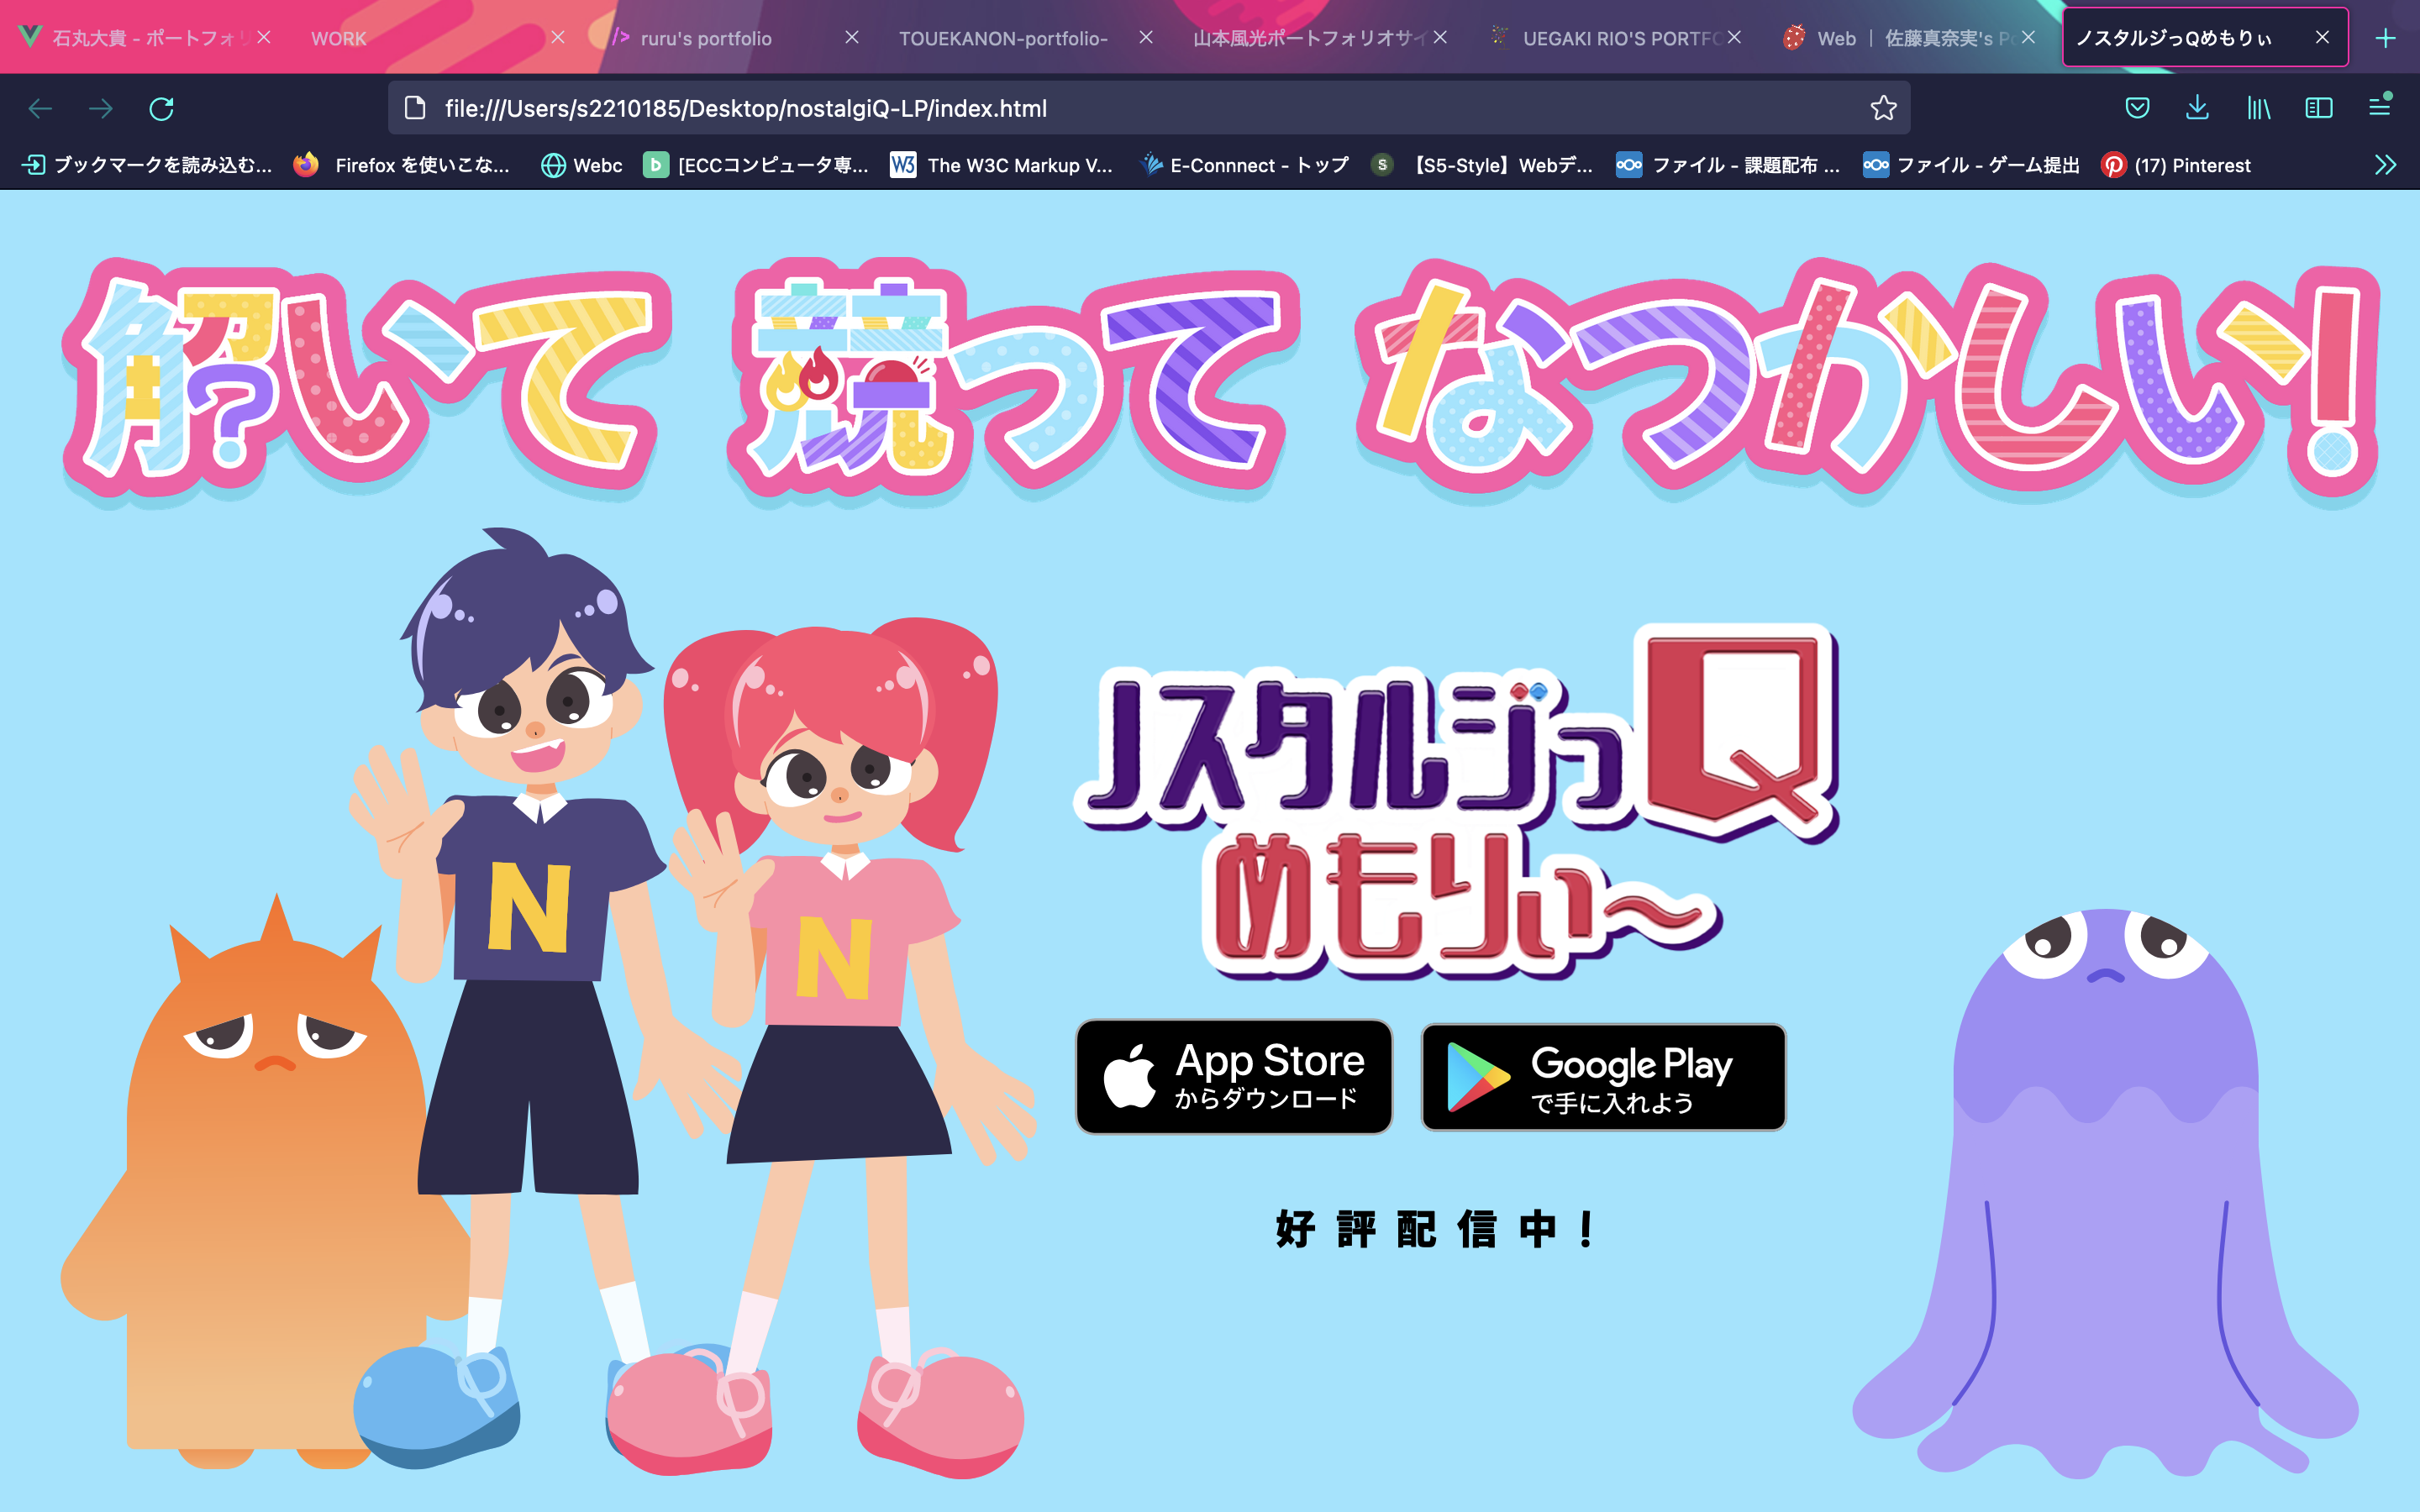 石丸大貴 - ポートフォリ
WORK
ruru's portfolio
TOUEKANON-portfolio-
山本風光ポートフォリオサイ
UEGAKI RIO'S PORTFO
Web | 佐藤真奈実's Po
ノスタルジっQめもりぃ
file:///Users/s2210185/Desktop/nostalgiQ-LP/index.html
ブックマークを読み込む...
Firefox を使いこな...
Webc
[ECCコンピュータ専...
The W3C Markup V...
E-Connnect - トップ
【S5-Style】Webデ...
ファイル - 課題配布 ...
ファイル - ゲーム提出
(17) Pinterest
解いて 競って なつかしい!
ノスタルジっQ
めもりぃ~
N
N
App Store
からダウンロード
Google Play
で手に入れよう
好評配信中!